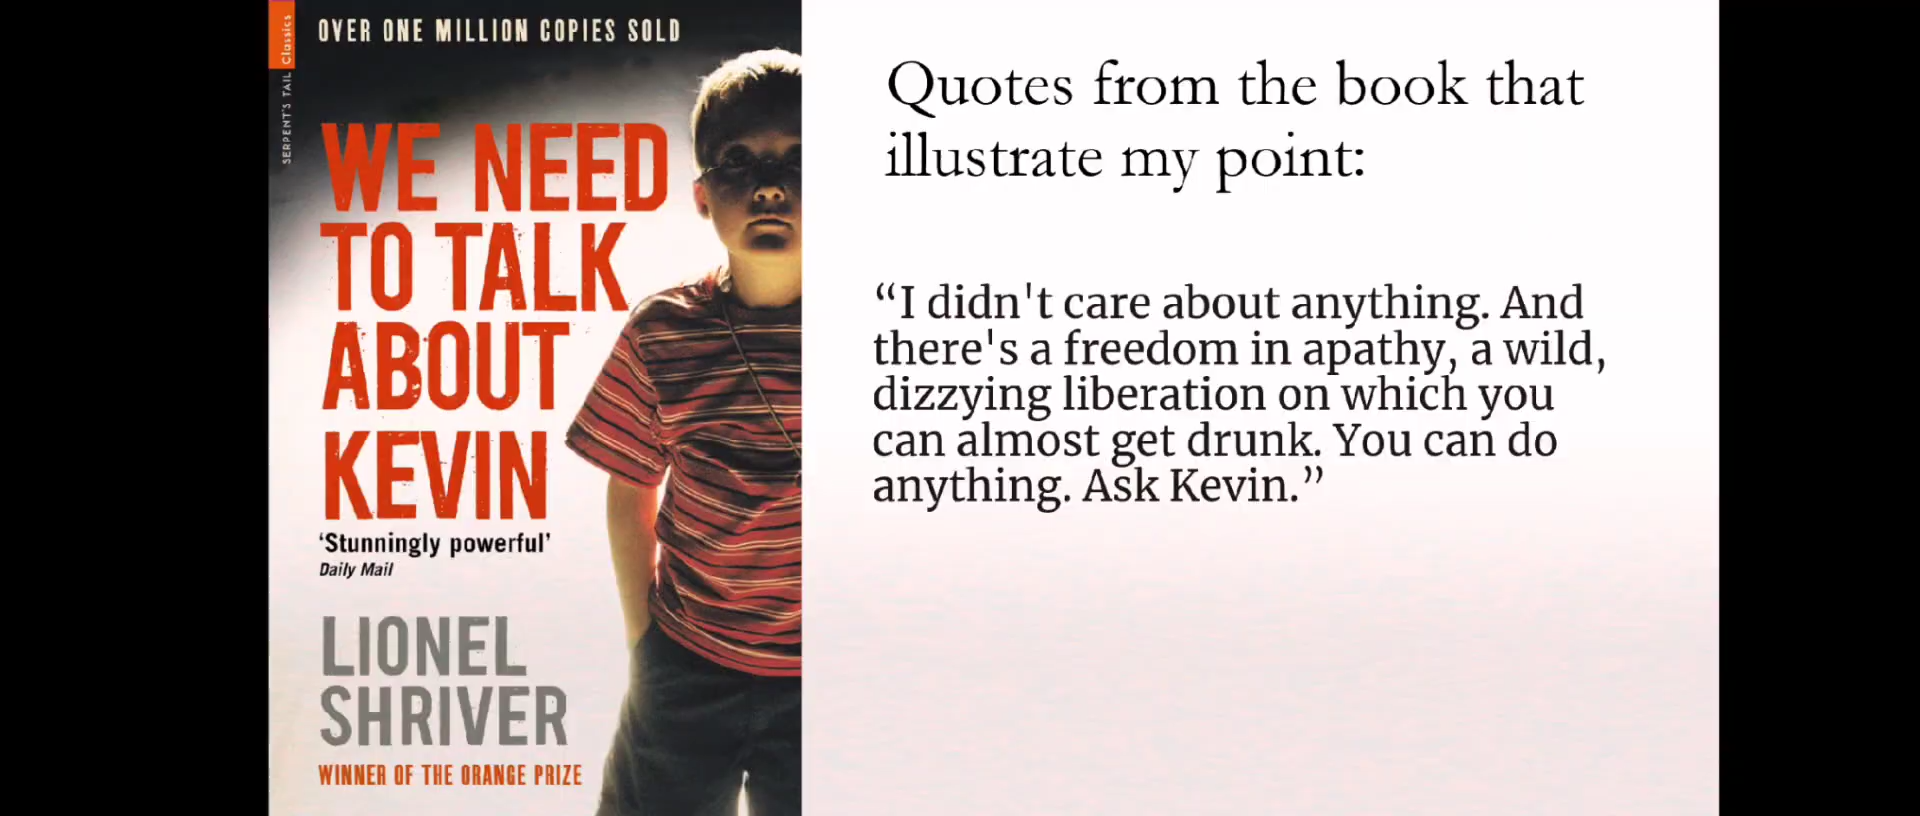 OVER ONE MILLION COPIES SOLD
SERPENT'S TAIL Classics
WE NEED
TO TALK
ABOUT
KEVIN
‘Stunningly powerful’
Daily Mail
LIONEL
SHRIVER
WINNER OF THE ORANGE PRIZE
Quotes from the book that
illustrate my point:
“I didn't care about anything. And
there's a freedom in apathy, a wild,
dizzying liberation on which you
can almost get drunk. You can do
anything. Ask Kevin.”